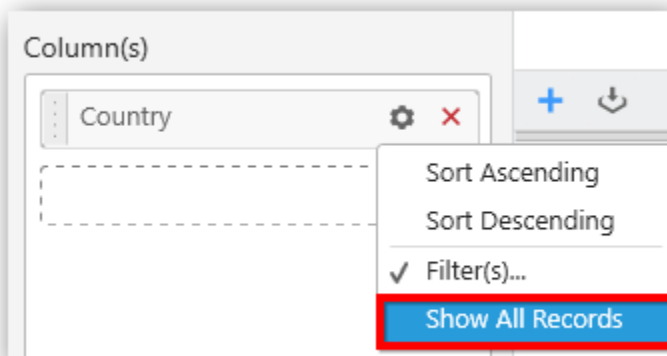 Column(s)
Country
Sort Ascending
Sort Descending
Filter(s)...
Show All Records